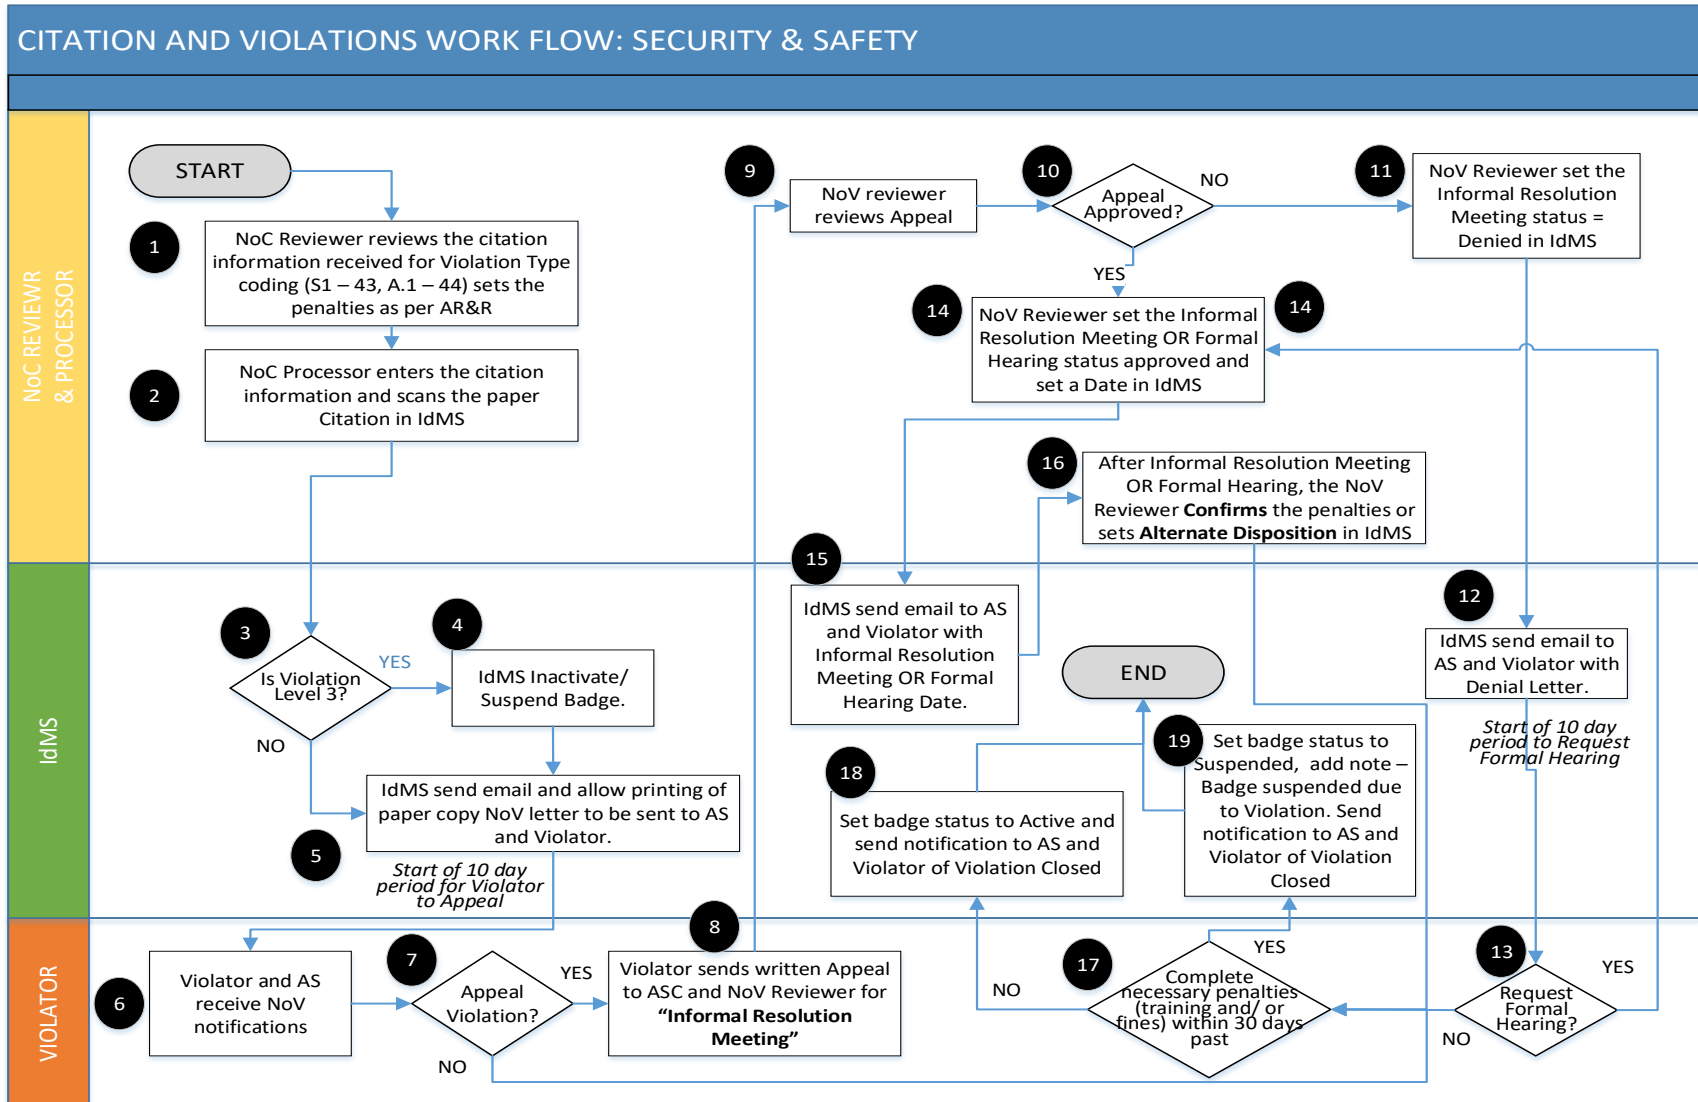 CITATION AND VIOLATIONS WORK FLOW: SECURITY & SAFETY
NoC REVIEWR
& PROCESSOR
START
1
NoC Reviewer reviews the citation
information received for Violation Type
coding (S1 – 43, A.1 – 44) sets the
penalties as per AR&R
2
NoC Processor enters the citation
information and scans the paper
Citation in IdMS
9
NoV reviewer
reviews Appeal
10
Appeal
Approved?
NO
YES
11
NoV Reviewer set the
Informal Resolution
Meeting status =
Denied in IdMS
14
NoV Reviewer set the Informal
Resolution Meeting OR Formal
Hearing status approved and
set a Date in IdMS
14
16
After Informal Resolution Meeting
OR Formal Hearing, the NoV
Reviewer Confirms the penalties or
sets Alternate Disposition in IdMS
IdMS
3
Is Violation
Level 3?
YES
NO
4
IdMS Inactivate/
Suspend Badge.
5
IdMS send email and allow printing of
paper copy NoV letter to be sent to AS
and Violator.
Start of 10 day
period for Violator
to Appeal
15
IdMS send email to AS
and Violator with
Informal Resolution
Meeting OR Formal
Hearing Date.
END
12
IdMS send email to
AS and Violator with
Denial Letter.
Start of 10 day
period to Request
Formal Hearing
18
Set badge status to Active and
send notification to AS and
Violator of Violation Closed
19
Set badge status to
Suspended, add note –
Badge suspended due
to Violation. Send
notification to AS and
Violator of Violation
Closed
VIOLATOR
6
Violator and AS
receive NoV
notifications
7
Appeal
Violation?
YES
NO
8
Violator sends written Appeal
to ASC and NoV Reviewer for
“Informal Resolution
Meeting”
17
Complete
necessary penalties
(training and/ or
fines) within 30 days
past
YES
NO
13
Request
Formal
Hearing?
YES
NO